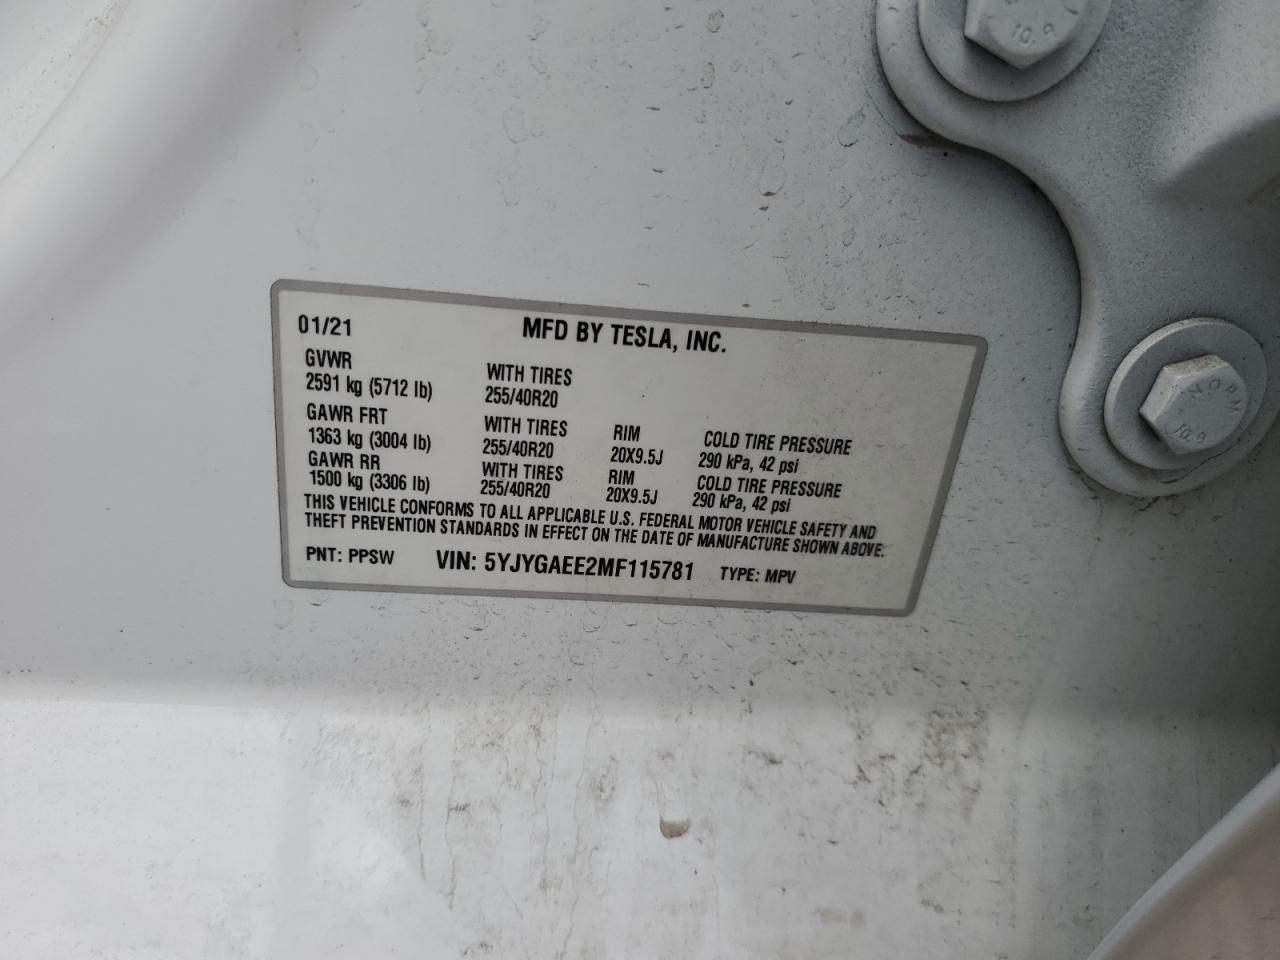 01/21 MFD BY TESLA, INC.
GVWR
2591 kg (5712 lb) WITH TIRES
255/40R20
GAWR FRT
1363 kg (3004 lb) WITH TIRES
255/40R20 RIM
20X9.5J COLD TIRE PRESSURE
290 kPa, 42 psi
GAWR RR
1500 kg (3306 lb) WITH TIRES
255/40R20 RIM
20X9.5J COLD TIRE PRESSURE
290 kPa, 42 psi
THIS VEHICLE CONFORMS TO ALL APPLICABLE U.S. FEDERAL MOTOR VEHICLE SAFETY AND
THEFT PREVENTION STANDARDS IN EFFECT ON THE DATE OF MANUFACTURE SHOWN ABOVE.
PNT: PPSW VIN: 5YJYGAEE2MF115781 TYPE: MPV
10.9
10.9